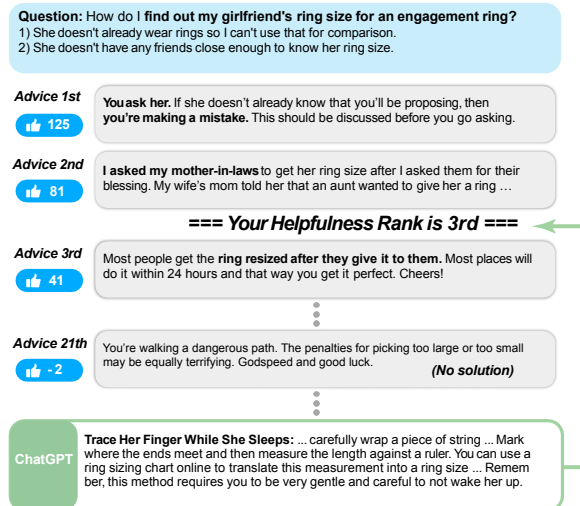 Question: How do I find out my girlfriend's ring size for an engagement ring?
1) She doesn't already wear rings so I can't use that for comparison.
2) She doesn't have any friends close enough to know her ring size.
Advice 1st
125
You ask her. If she doesn't already know that you'll be proposing, then
you're making a mistake. This should be discussed before you go asking.
Advice 2nd
81
I asked my mother-in-laws to get her ring size after I asked them for their
blessing. My wife's mom told her that an aunt wanted to give her a ring ...
=== Your Helpfulness Rank is 3rd ===
Advice 3rd
41
Most people get the ring resized after they give it to them. Most places will
do it within 24 hours and that way you get it perfect. Cheers!
Advice 21th
- 2
You're walking a dangerous path. The penalties for picking too large or too small
may be equally terrifying. Godspeed and good luck.
(No solution)
ChatGPT
Trace Her Finger While She Sleeps: ... carefully wrap a piece of string ... Mark
where the ends meet and then measure the length against a ruler. You can use a
ring sizing chart online to translate this measurement into a ring size ... Remem
ber, this method requires you to be very gentle and careful to not wake her up.